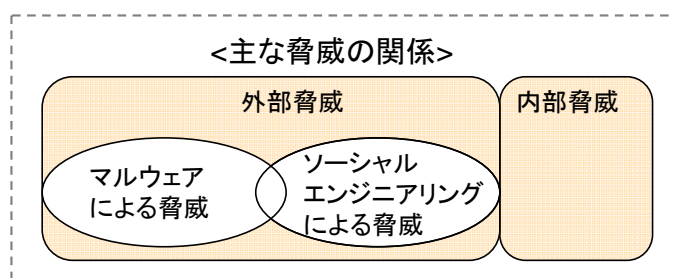 <主な脅威の関係>
外部脅威
内部脅威
マルウェア
による脅威
ソーシャル
エンジニアリング
による脅威